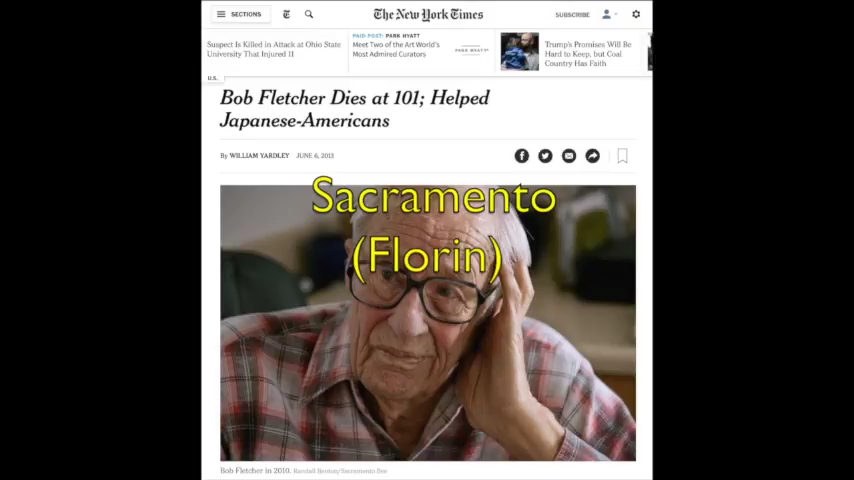 SECTIONS
The New York Times
SUBSCRIBE
Suspect Is Killed in Attack at Ohio State
University That Injured 11
PAID POST: PARK HYATT
Meet Two of the Art World's
Most Admired Curators
PARK HYATT
Trump's Promises Will Be
Hard to Keep, but Coal
Country Has Faith
U.S.
Bob Fletcher Dies at 101; Helped
Japanese-Americans
By WILLIAM YARDLEY JUNE 6, 2013
Sacramento
(Florin)
Bob Fletcher in 2010. Randall Benton/Sacramento Bee